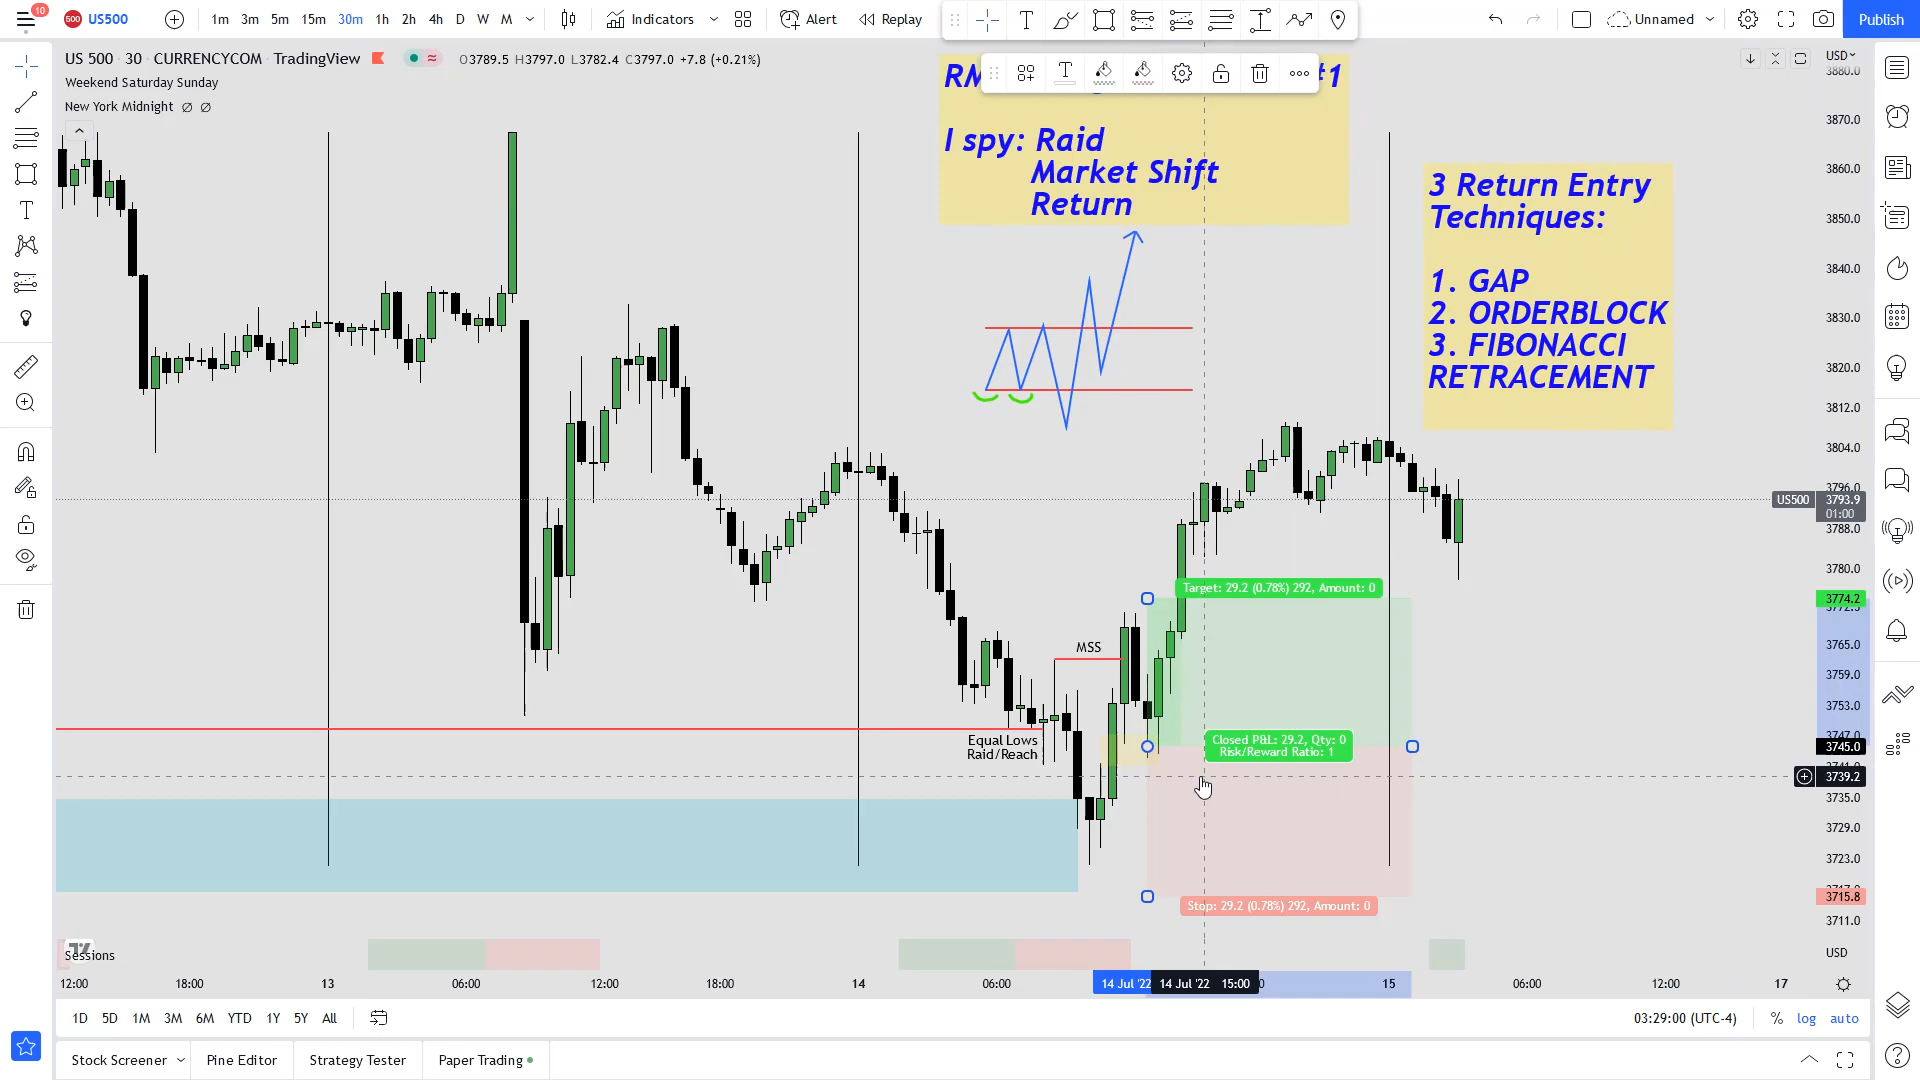 10
500 US500
1m 3m 5m 15m 30m 1h 2h 4h D W M
Indicators
Alert
Replay
Unnamed
Publish
US 500 · 30 · CURRENCYCOM · TradingView
O3789.5 H3797.0 L3782.4 C3797.0 +7.8 (+0.21%)
Weekend Saturday Sunday
New York Midnight
RM
#1
I spy: Raid
Market Shift
Return
3 Return Entry
Techniques:
1. GAP
2. ORDERBLOCK
3. FIBONACCI
RETRACEMENT
USD
3880.0
3870.0
3860.0
3850.0
3840.0
3830.0
3820.0
3812.0
3804.0
3796.0
US500 3793.9
01:00
3788.0
3780.0
3774.2
3765.0
3759.0
3753.0
3745.0
3739.2
3735.0
3729.0
3723.0
3715.8
3711.0
USD
Target: 29.2 (0.78%) 292, Amount: 0
MSS
Equal Lows
Raid/Reach
Closed P&L: 29.2, Qty: 0
Risk/Reward Ratio: 1
Stop: 29.2 (0.78%) 292, Amount: 0
Sessions
12:00 18:00 13 06:00 12:00 18:00 14 06:00 14 Jul '22 14 Jul '22 15:00 15 06:00 12:00 17
1D 5D 1M 3M 6M YTD 1Y 5Y All
03:29:00 (UTC-4) % log auto
Stock Screener Pine Editor Strategy Tester Paper Trading